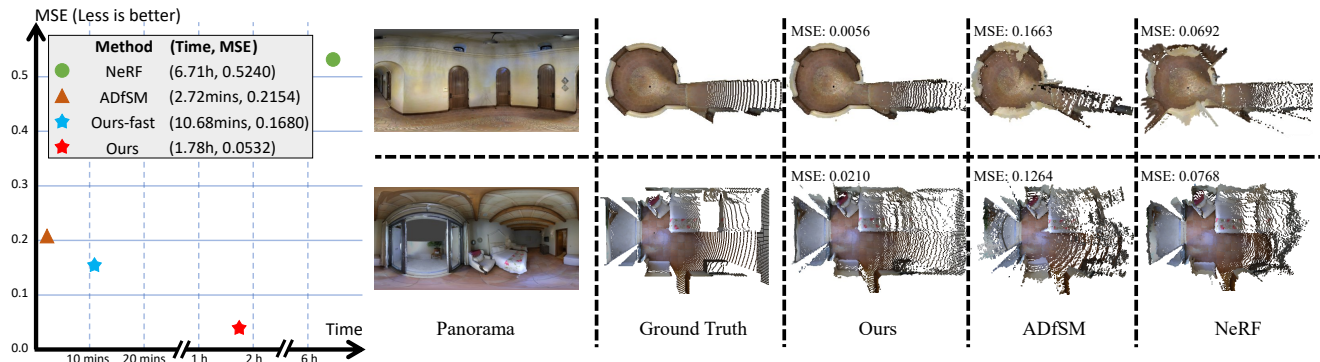 MSE (Less is better)
Method (Time, MSE)
NeRF (6.71h, 0.5240)
ADfSM (2.72mins, 0.2154)
Ours-fast (10.68mins, 0.1680)
Ours (1.78h, 0.0532)
0.5
0.4
0.3
0.2
0.1
0.0
10 mins 20 mins 1 h 2 h 6 h
Time
MSE: 0.0056 MSE: 0.1663 MSE: 0.0692
MSE: 0.0210 MSE: 0.1264 MSE: 0.0768
Panorama Ground Truth Ours ADfSM NeRF